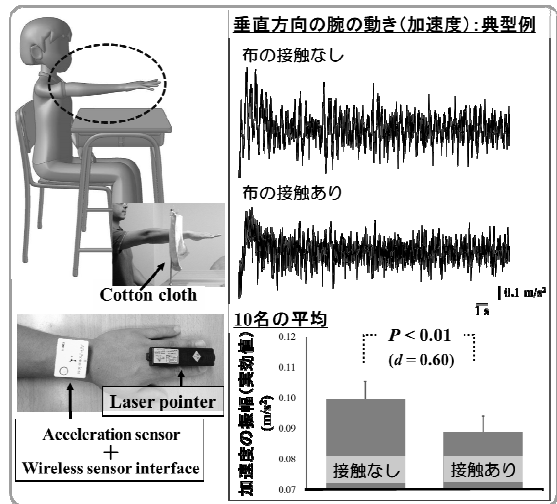 Cotton cloth
Laser pointer
Acceleration sensor
+
Wireless sensor interface
垂直方向の腕の動き(加速度):典型例
布の接触なし
布の接触あり
0.1 m/s²
1 s
10名の平均
加速度の振幅(実効値)
(m/s²)
0.12
0.11
0.10
0.09
0.08
0.07
P < 0.01
(d = 0.60)
接触なし
接触あり